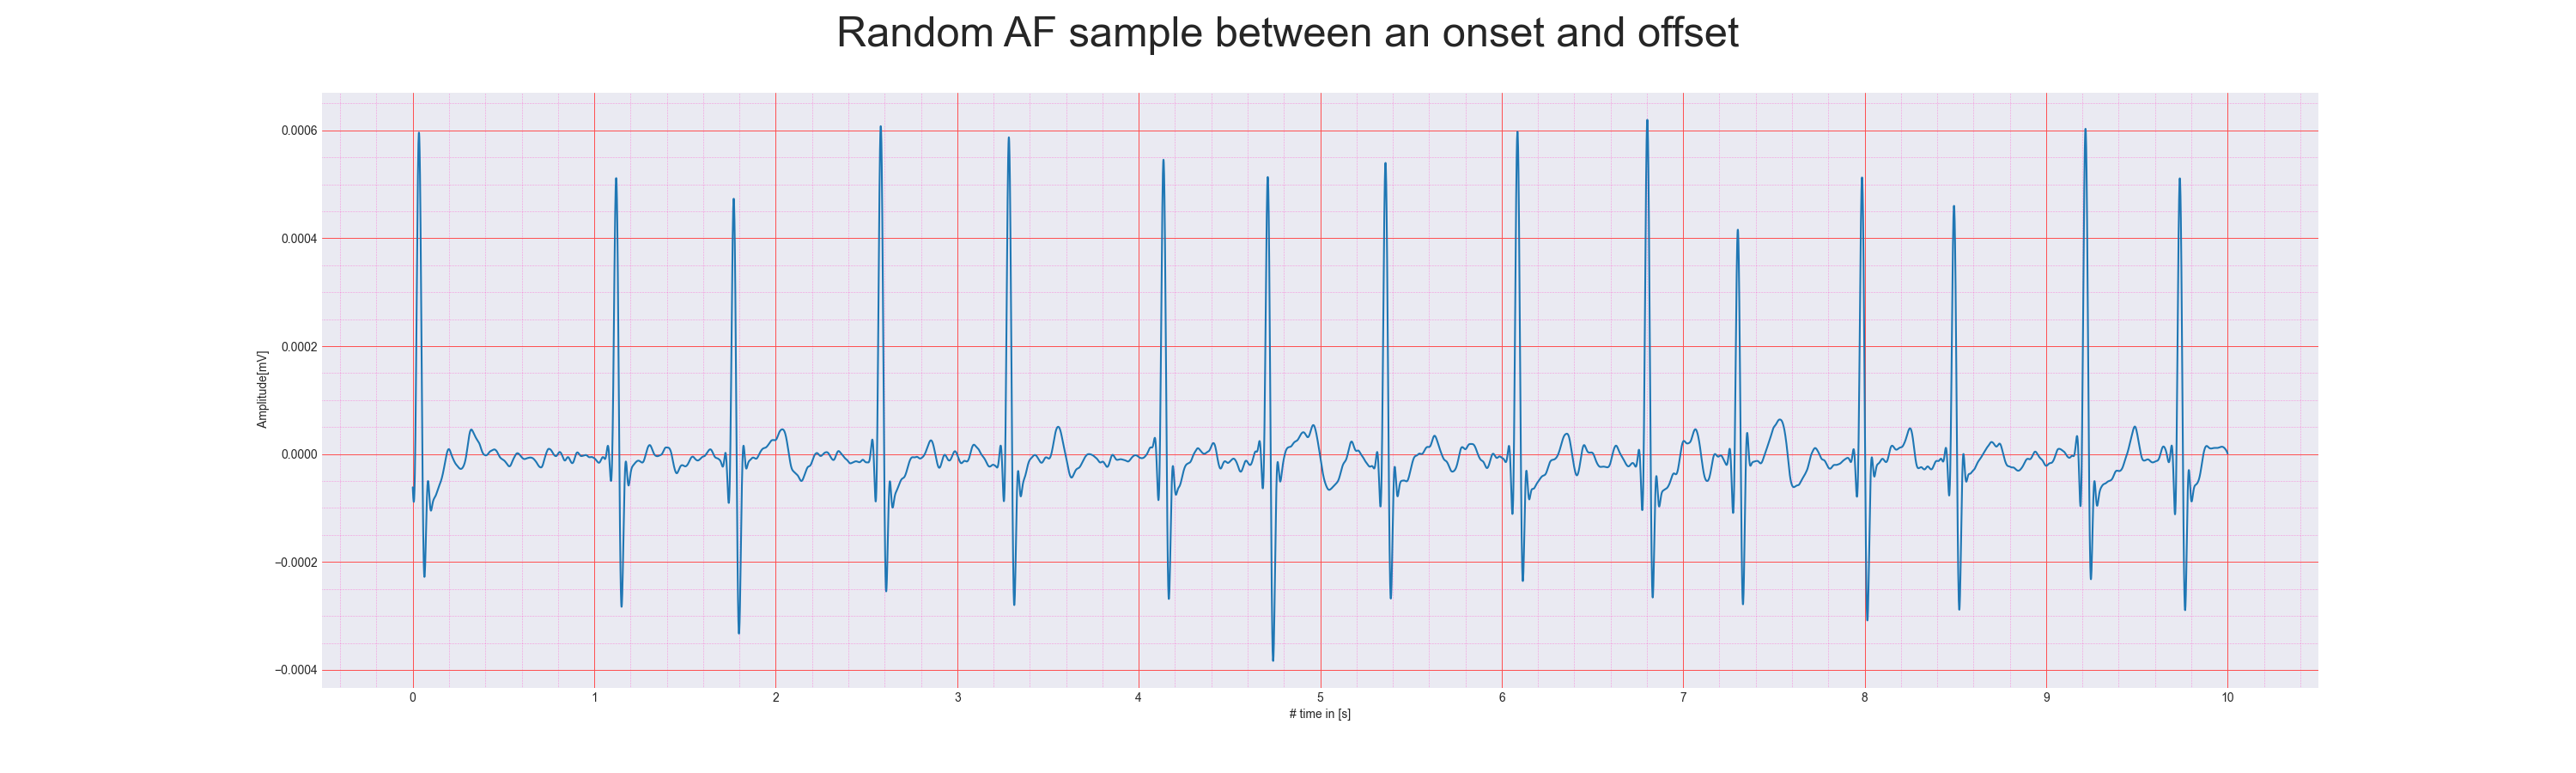 Random AF sample between an onset and offset
0.0006
0.0004
0.0002
0.0000
−0.0002
−0.0004
Amplitude[mV]
0 1 2 3 4 5 6 7 8 9 10
# time in [s]